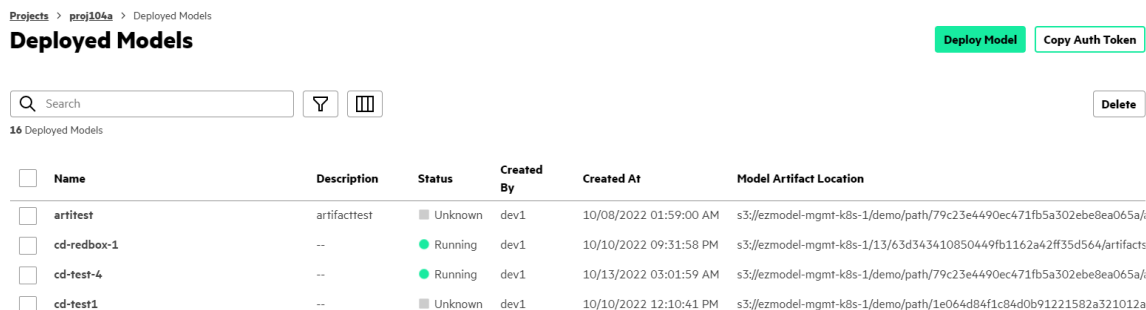 Projects > proj104a > Deployed Models
Deployed Models
Deploy Model Copy Auth Token
Search
Delete
16 Deployed Models
Name Description Status Created By Created At Model Artifact Location
artitest artifacttest Unknown dev1 10/08/2022 01:59:00 AM s3://ezmodel-mgmt-k8s-1/demo/path/79c23e4490ec471fb5a302ebe8ea065a/
cd-redbox-1 -- Running dev1 10/10/2022 09:31:58 PM s3://ezmodel-mgmt-k8s-1/13/63d343410850449fb1162a42ff35d564/artifacts
cd-test-4 -- Running dev1 10/13/2022 03:01:59 AM s3://ezmodel-mgmt-k8s-1/demo/path/79c23e4490ec471fb5a302ebe8ea065a/
cd-test1 -- Unknown dev1 10/10/2022 12:10:41 PM s3://ezmodel-mgmt-k8s-1/demo/path/1e064d84f1c84d0b91221582a321012a